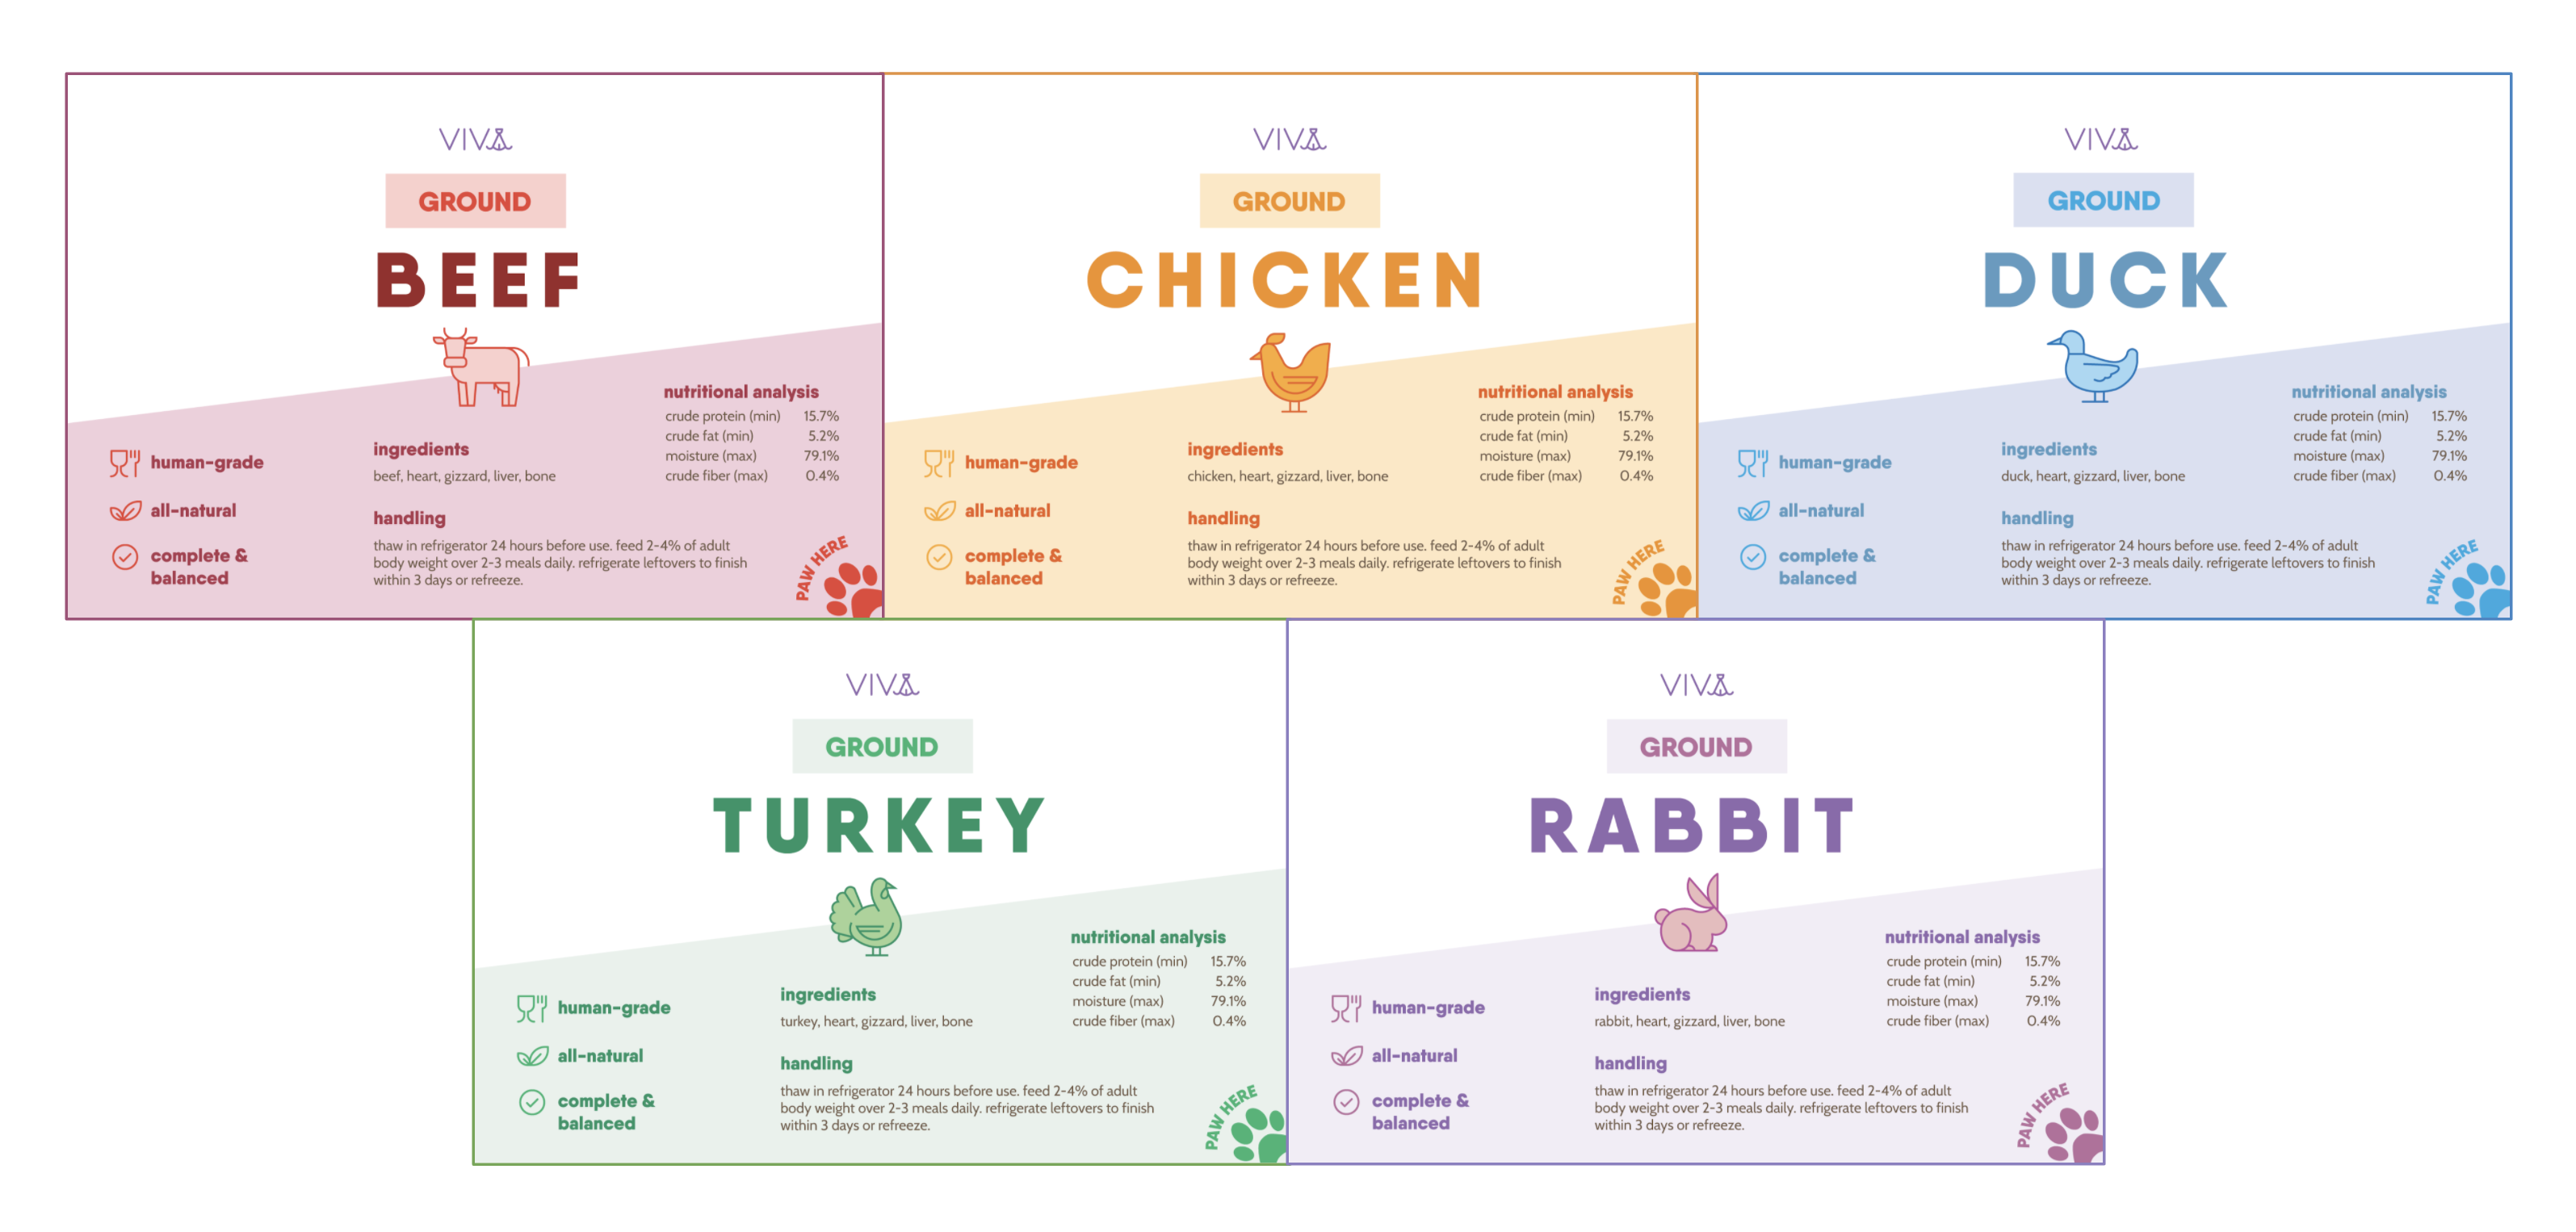 VIVA
GROUND
BEEF
nutritional analysis
crude protein (min) 15.7%
crude fat (min) 5.2%
moisture (max) 79.1%
crude fiber (max) 0.4%
human-grade
all-natural
complete &
balanced
ingredients
beef, heart, gizzard, liver, bone
handling
thaw in refrigerator 24 hours before use. feed 2-4% of adult
body weight over 2-3 meals daily. refrigerate leftovers to finish
within 3 days or refreeze.
PAW HERE
VIVA
GROUND
CHICKEN
nutritional analysis
crude protein (min) 15.7%
crude fat (min) 5.2%
moisture (max) 79.1%
crude fiber (max) 0.4%
human-grade
all-natural
complete &
balanced
ingredients
chicken, heart, gizzard, liver, bone
handling
thaw in refrigerator 24 hours before use. feed 2-4% of adult
body weight over 2-3 meals daily. refrigerate leftovers to finish
within 3 days or refreeze.
PAW HERE
VIVA
GROUND
DUCK
nutritional analysis
crude protein (min) 15.7%
crude fat (min) 5.2%
moisture (max) 79.1%
crude fiber (max) 0.4%
human-grade
all-natural
complete &
balanced
ingredients
duck, heart, gizzard, liver, bone
handling
thaw in refrigerator 24 hours before use. feed 2-4% of adult
body weight over 2-3 meals daily. refrigerate leftovers to finish
within 3 days or refreeze.
PAW HERE
VIVA
GROUND
TURKEY
nutritional analysis
crude protein (min) 15.7%
crude fat (min) 5.2%
moisture (max) 79.1%
crude fiber (max) 0.4%
human-grade
all-natural
complete &
balanced
ingredients
turkey, heart, gizzard, liver, bone
handling
thaw in refrigerator 24 hours before use. feed 2-4% of adult
body weight over 2-3 meals daily. refrigerate leftovers to finish
within 3 days or refreeze.
PAW HERE
VIVA
GROUND
RABBIT
nutritional analysis
crude protein (min) 15.7%
crude fat (min) 5.2%
moisture (max) 79.1%
crude fiber (max) 0.4%
human-grade
all-natural
complete &
balanced
ingredients
rabbit, heart, gizzard, liver, bone
handling
thaw in refrigerator 24 hours before use. feed 2-4% of adult
body weight over 2-3 meals daily. refrigerate leftovers to finish
within 3 days or refreeze.
PAW HERE